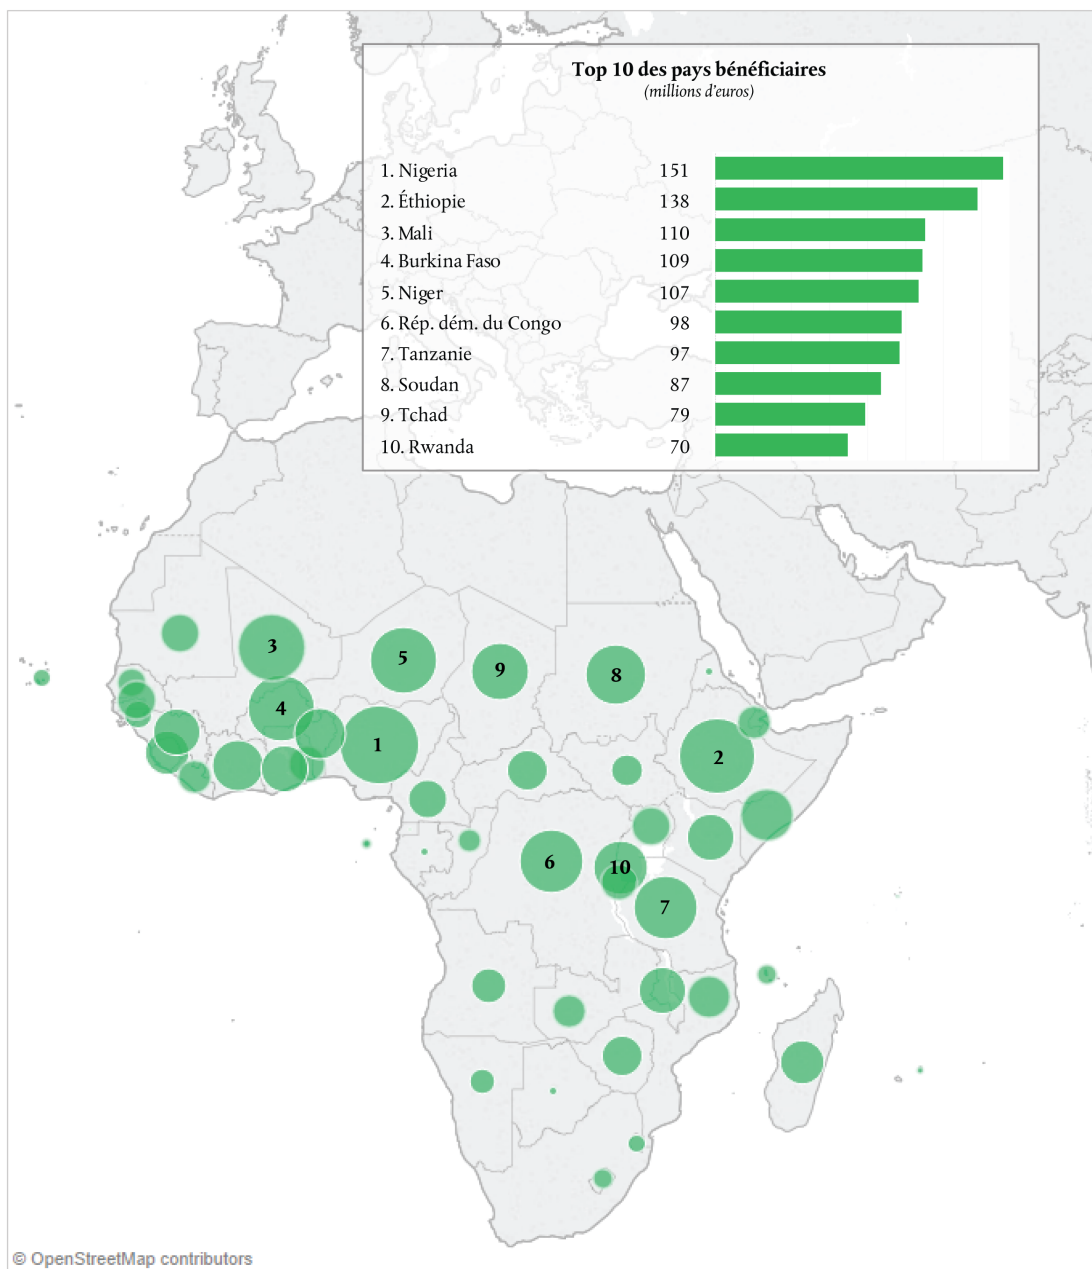 Top 10 des pays bénéficiaires
(millions d'euros)
1. Nigeria 151
2. Éthiopie 138
3. Mali 110
4. Burkina Faso 109
5. Niger 107
6. Rép. dém. du Congo 98
7. Tanzanie 97
8. Soudan 87
9. Tchad 79
10. Rwanda 70
3
5
9
8
4
1
2
6
10
7
© OpenStreetMap contributors